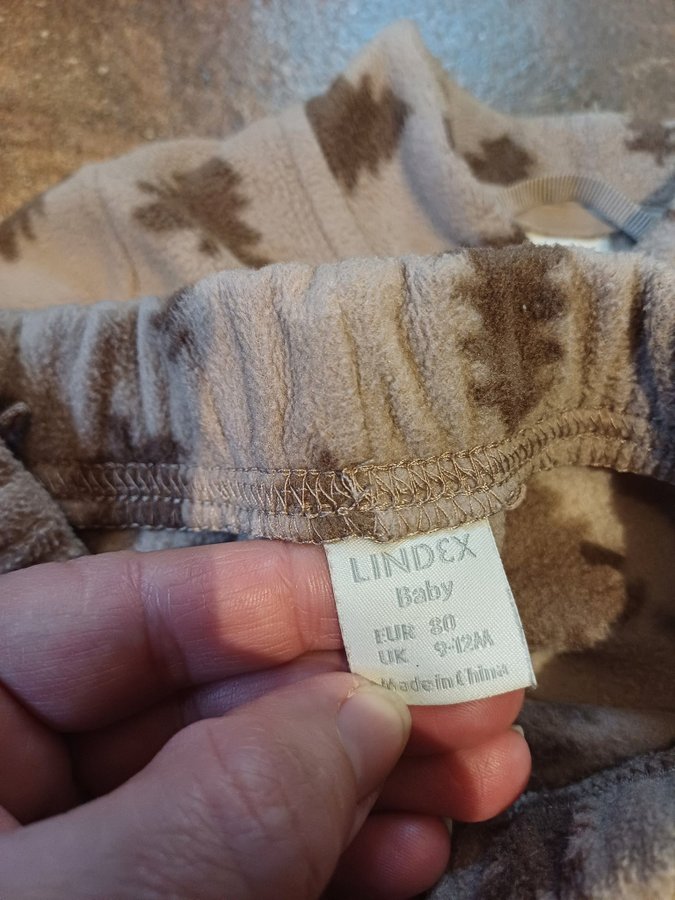 LINDEX
Baby
EUR 80
UK 9-12M
Made in China